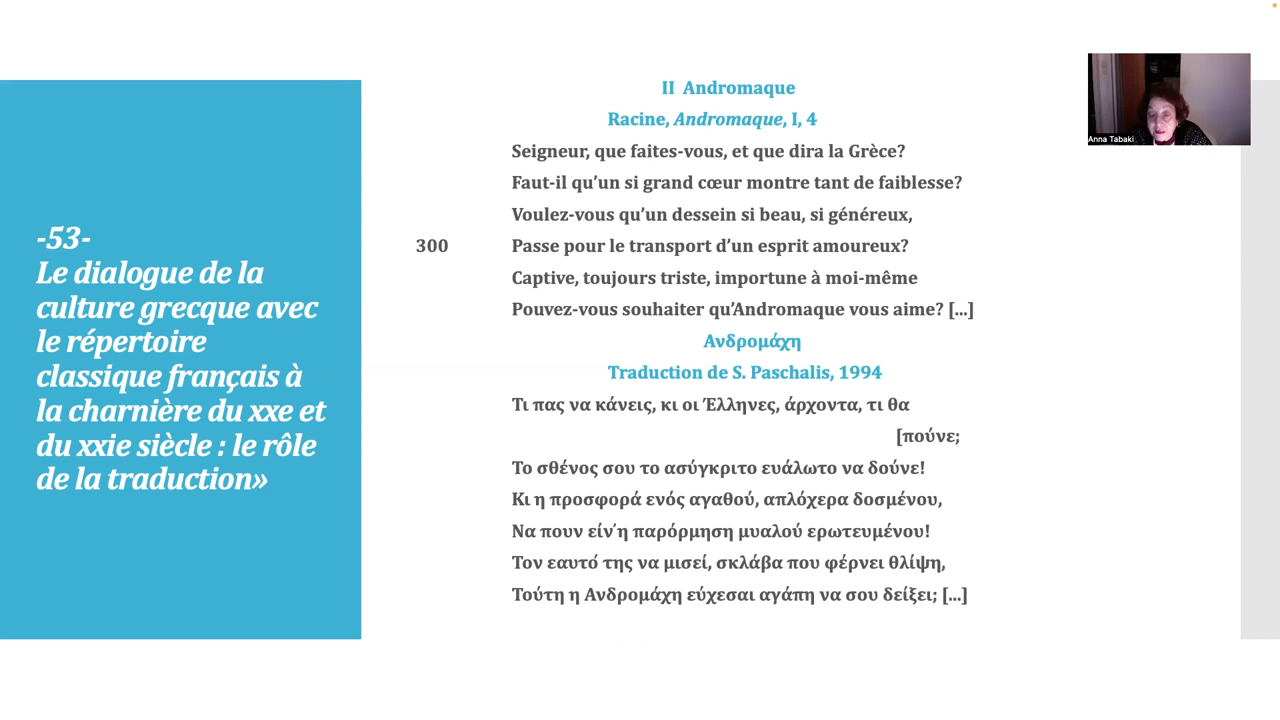 -53-
Le dialogue de la
culture grecque avec
le répertoire
classique français à
la charnière du xxe et
du xxie siècle : le rôle
de la traduction»
II Andromaque
Racine, Andromaque, I, 4
Seigneur, que faites-vous, et que dira la Grèce?
Faut-il qu’un si grand cœur montre tant de faiblesse?
Voulez-vous qu’un dessein si beau, si généreux,
300 Passe pour le transport d’un esprit amoureux?
Captive, toujours triste, importune à moi-même
Pouvez-vous souhaiter qu’Andromaque vous aime? [...]
Ανδρομάχη
Traduction de S. Paschalis, 1994
Τι πας να κάνεις, κι οι Έλληνες, άρχοντα, τι θα
[πούνε;
Το σθένος σου το ασύγκριτο ευάλωτο να δούνε!
Κι η προσφορά ενός αγαθού, απλόχερα δοσμένου,
Να πουν είν΄η παρόρμηση μυαλού ερωτευμένου!
Τον εαυτό της να μισεί, σκλάβα που φέρνει θλίψη,
Τούτη η Ανδρομάχη εύχεσαι αγάπη να σου δείξει; [...]
Anna Tabaki